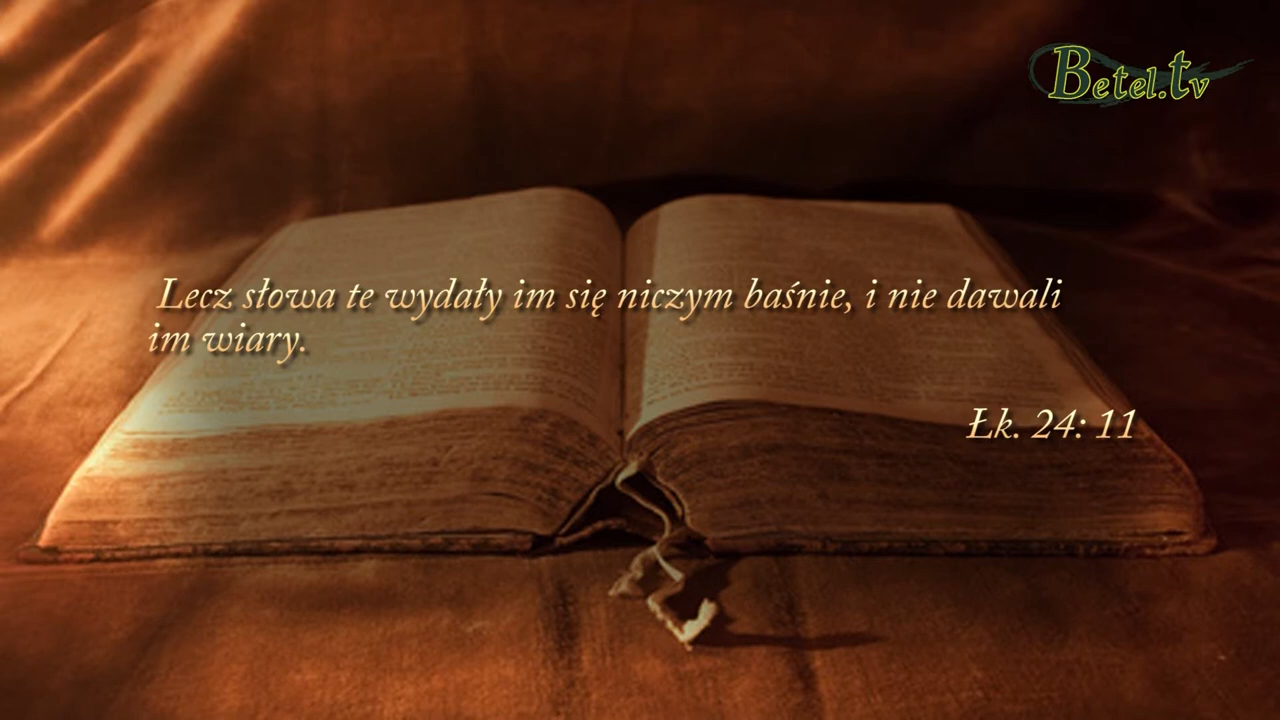 Betel.tv
Lecz słowa te wydały im się niczym baśnie, i nie dawali
im wiary.
Łk. 24: 11